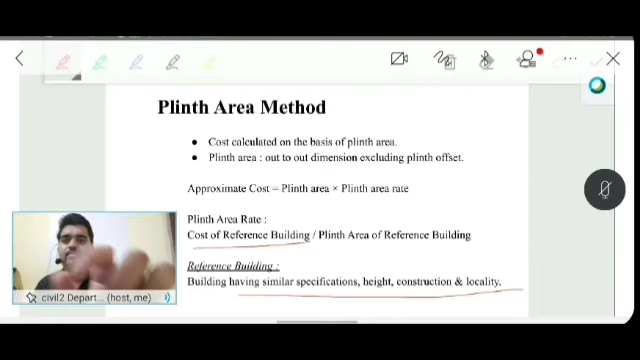 Plinth Area Method
● Cost calculated on the basis of plinth area.
● Plinth area : out to out dimension excluding plinth offset.
Approximate Cost = Plinth area × Plinth area rate
Plinth Area Rate :
Cost of Reference Building / Plinth Area of Reference Building
Reference Building :
Building having similar specifications, height, construction & locality.
civil2 Depart... (host, me)